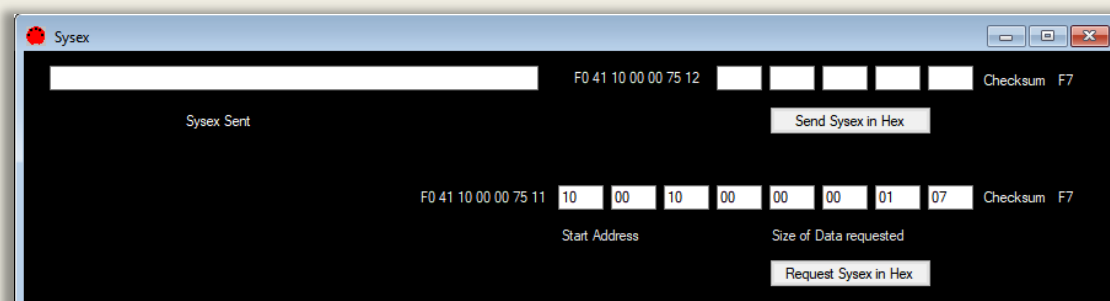 Sysex
F0 41 10 00 00 75 12 Checksum F7
Sysex Sent Send Sysex in Hex
F0 41 10 00 00 75 11 10 00 10 00 00 00 01 07 Checksum F7
Start Address Size of Data requested
Request Sysex in Hex